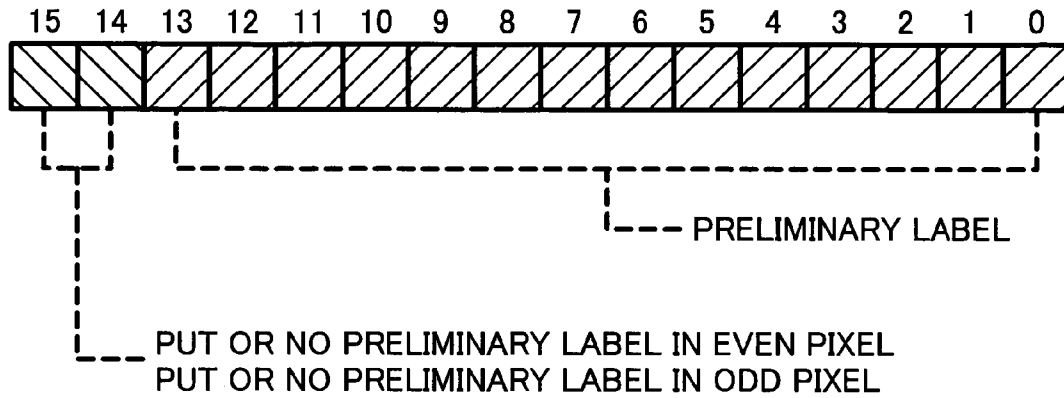 15 14 13 12 11 10 9 8 7 6 5 4 3 2 1 0
PRELIMINARY LABEL
PUT OR NO PRELIMINARY LABEL IN EVEN PIXEL
PUT OR NO PRELIMINARY LABEL IN ODD PIXEL